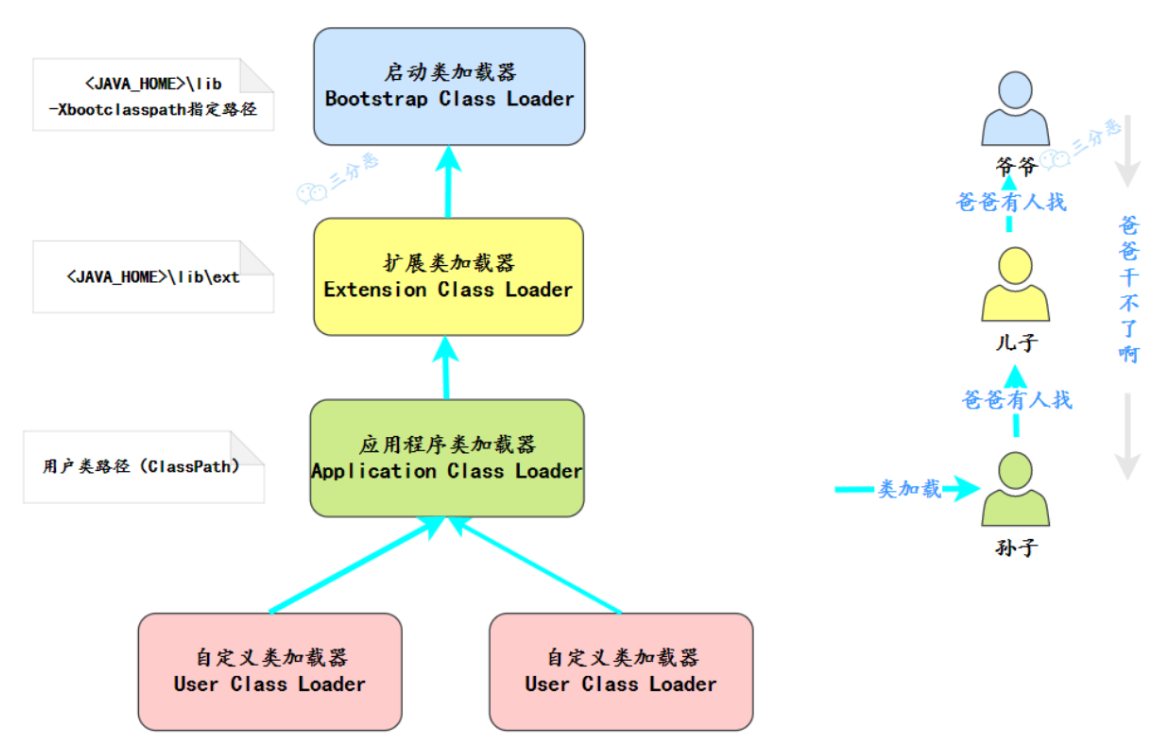 <JAVA_HOME>\lib
-Xbootclasspath指定路径
启动类加载器
Bootstrap Class Loader
三分恶
<JAVA_HOME>\lib\ext
扩展类加载器
Extension Class Loader
用户类路径（ClassPath）
应用程序类加载器
Application Class Loader
自定义类加载器
User Class Loader
自定义类加载器
User Class Loader
爷爷
三分恶
爸爸有人找
儿子
爸爸有人找
类加载
孙子
爸爸干不了啊